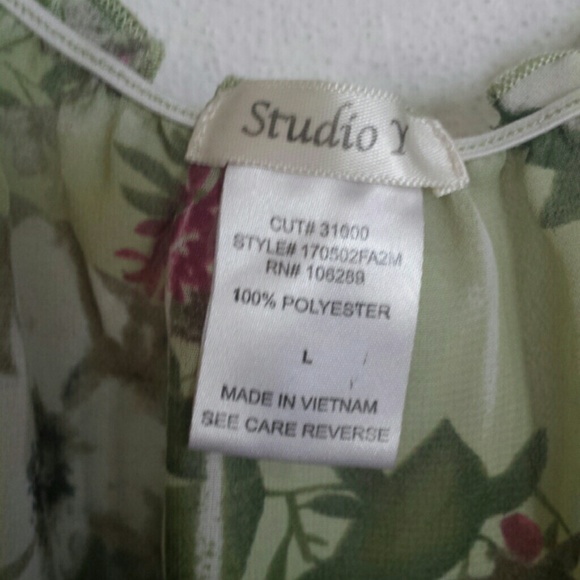 Studio Y
CUT# 31600
STYLE# 170502FA2M
RN# 106289
100% POLYESTER
L
MADE IN VIETNAM
SEE CARE REVERSE